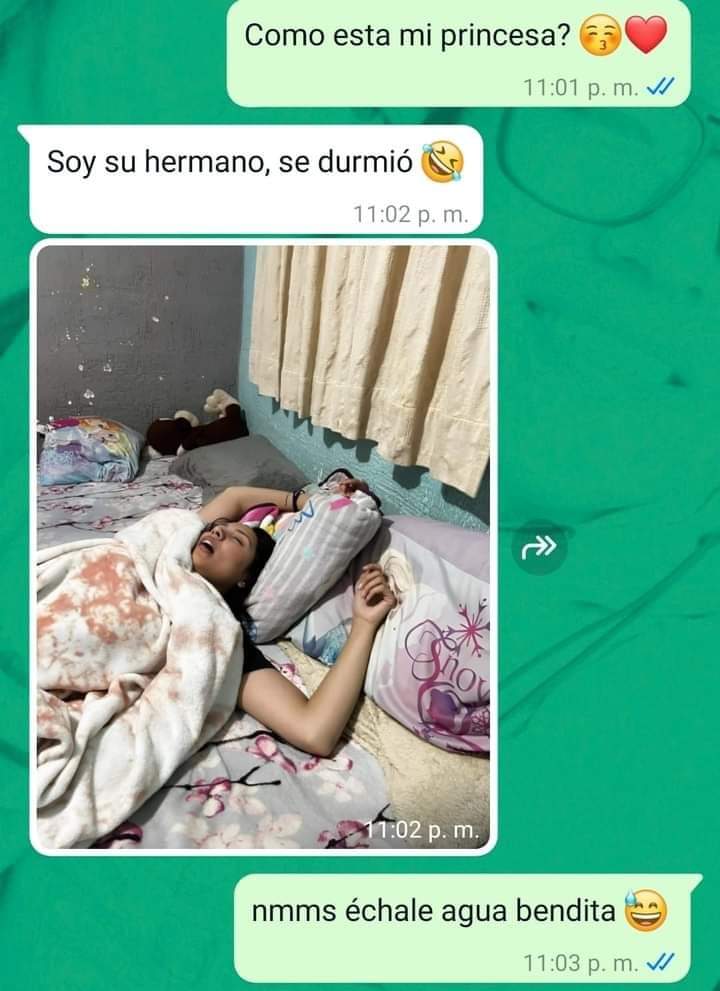 Como esta mi princesa? 😚❤️
11:01 p. m.
Soy su hermano, se durmió 🤣
11:02 p. m.
Snow
11:02 p. m.
nmms échale agua bendita 😅
11:03 p. m.